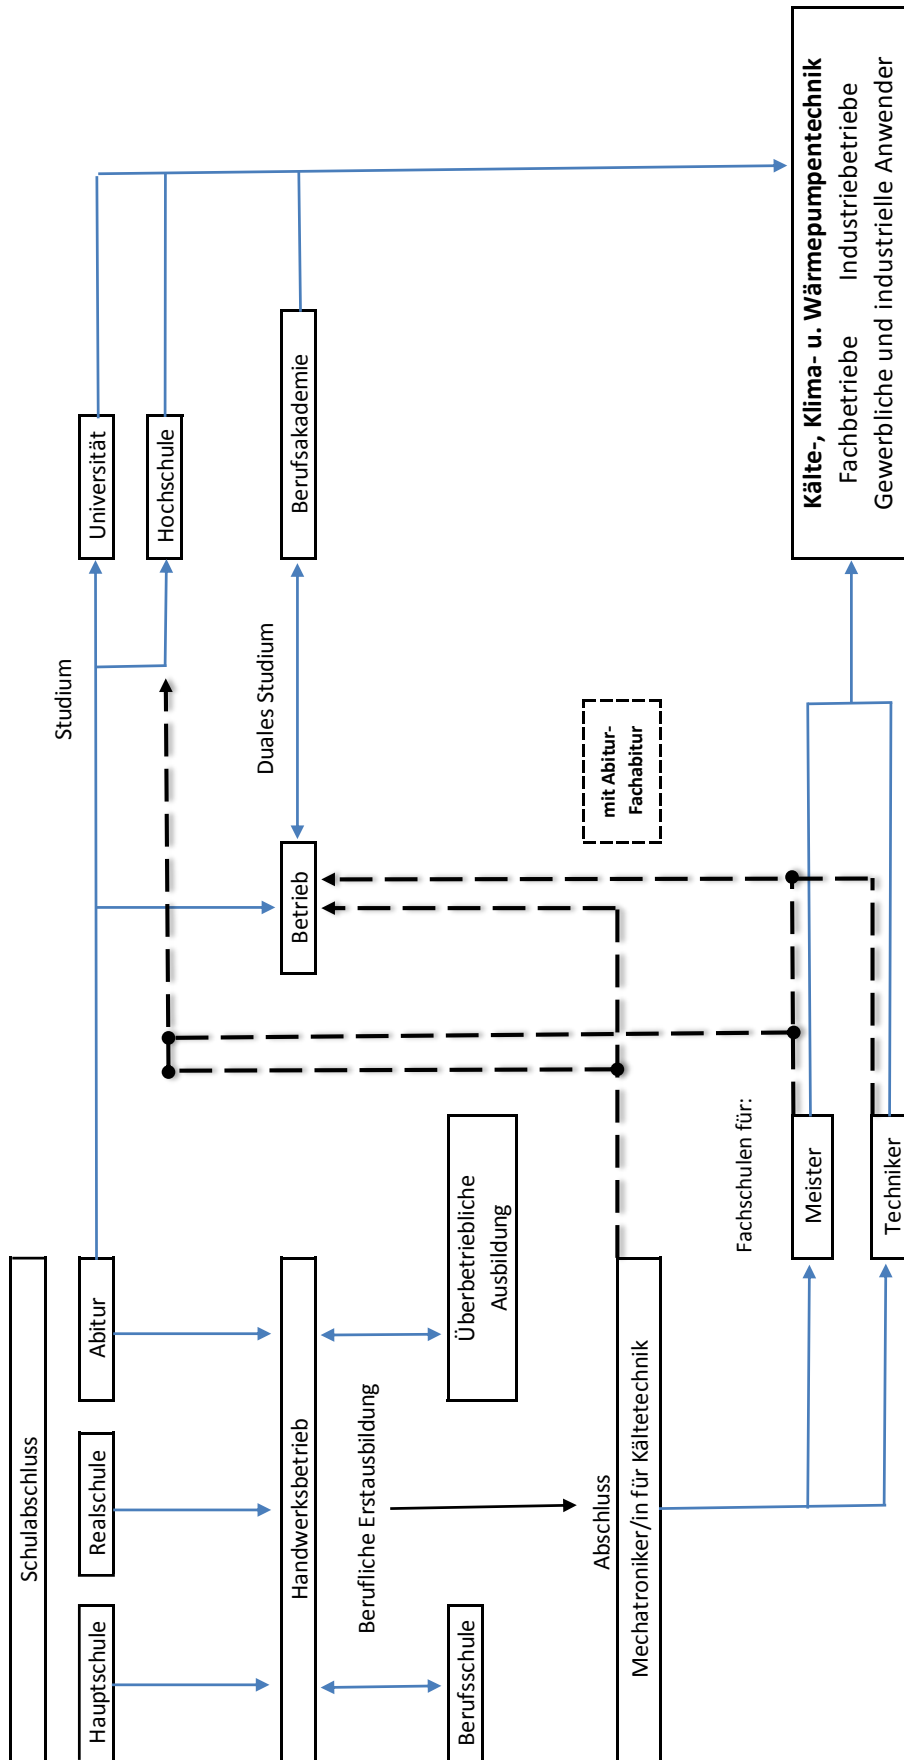 Schulabschluss
Hauptschule
Realschule
Abitur
Studium
Universität
Hochschule
Handwerksbetrieb
Betrieb
Duales Studium
Berufsakademie
Berufliche Erstausbildung
Berufsschule
Überbetriebliche
Ausbildung
Abschluss
Mechatroniker/in für Kältetechnik
mit Abitur-
Fachabitur
Fachschulen für:
Meister
Techniker
Kälte-, Klima- u. Wärmepumpentechnik
Fachbetriebe Industriebetriebe
Gewerbliche und industrielle Anwender